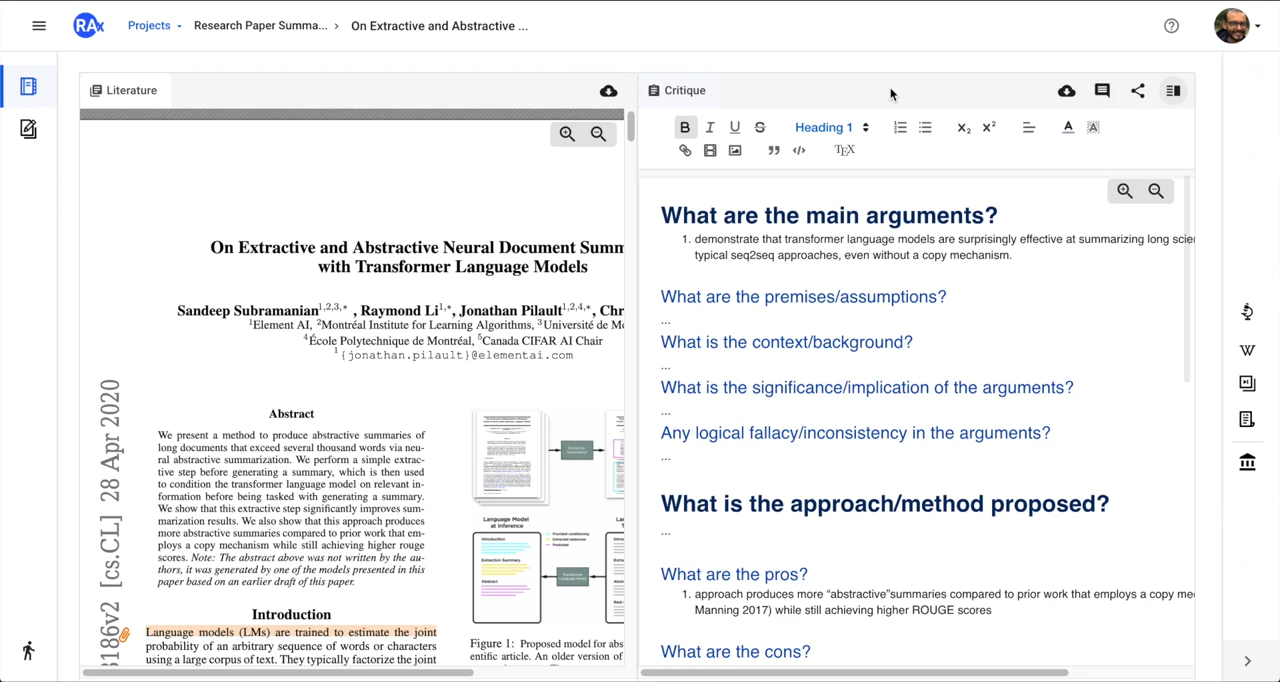 RAx Projects Research Paper Summa... › On Extractive and Abstractive ...
Literature
On Extractive and Abstractive Neural Document Summ
with Transformer Language Models
Sandeep Subramanian1,2,3,*, Raymond Li1,*, Jonathan Pilault1,2,4,*, Chr
1Element AI, 2Montréal Institute for Learning Algorithms, 3Université de Mo
4École Polytechnique de Montréal, 5Canada CIFAR AI Chair
1{jonathan.pilault}@elementai.com
8186v2 [cs.CL] 28 Apr 2020
Abstract
We present a method to produce abstractive summaries of
long documents that exceed several thousand words via neu-
ral abstractive summarization. We perform a simple extrac-
tive step before generating a summary, which is then used
to condition the transformer language model on relevant in-
formation before being tasked with generating a summary.
We show that this extractive step significantly improves sum-
marization results. We also show that this approach produces
more abstractive summaries compared to prior work that em-
ploys a copy mechanism while still achieving higher rouge
scores. Note: The abstract above was not written by the au-
thors, it was generated by one of the models presented in this
paper based on an earlier draft of this paper.
Introduction
Language models (LMs) are trained to estimate the joint
probability of an arbitrary sequence of words or characters
using a large corpus of text. They typically factorize the joint
Language Model
at Inference
Introduction
Abstract
Figure 1: Proposed model for abs
entific article. An older version of
Critique
B I U S Heading 1 X2 X2 A A
TEX
What are the main arguments?
1. demonstrate that transformer language models are surprisingly effective at summarizing long scien
typical seq2seq approaches, even without a copy mechanism.
What are the premises/assumptions?
...
What is the context/background?
...
What is the significance/implication of the arguments?
...
Any logical fallacy/inconsistency in the arguments?
...
What is the approach/method proposed?
...
What are the pros?
1. approach produces more “abstractive”summaries compared to prior work that employs a copy me
Manning 2017) while still achieving higher ROUGE scores
What are the cons?
W